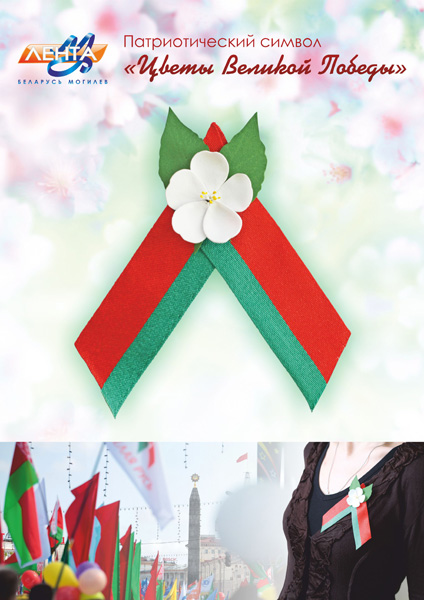 ЛЕНТА
БЕЛАРУСЬ МОГИЛЕВ
Патриотический символ
«Цветы Великой Победы»